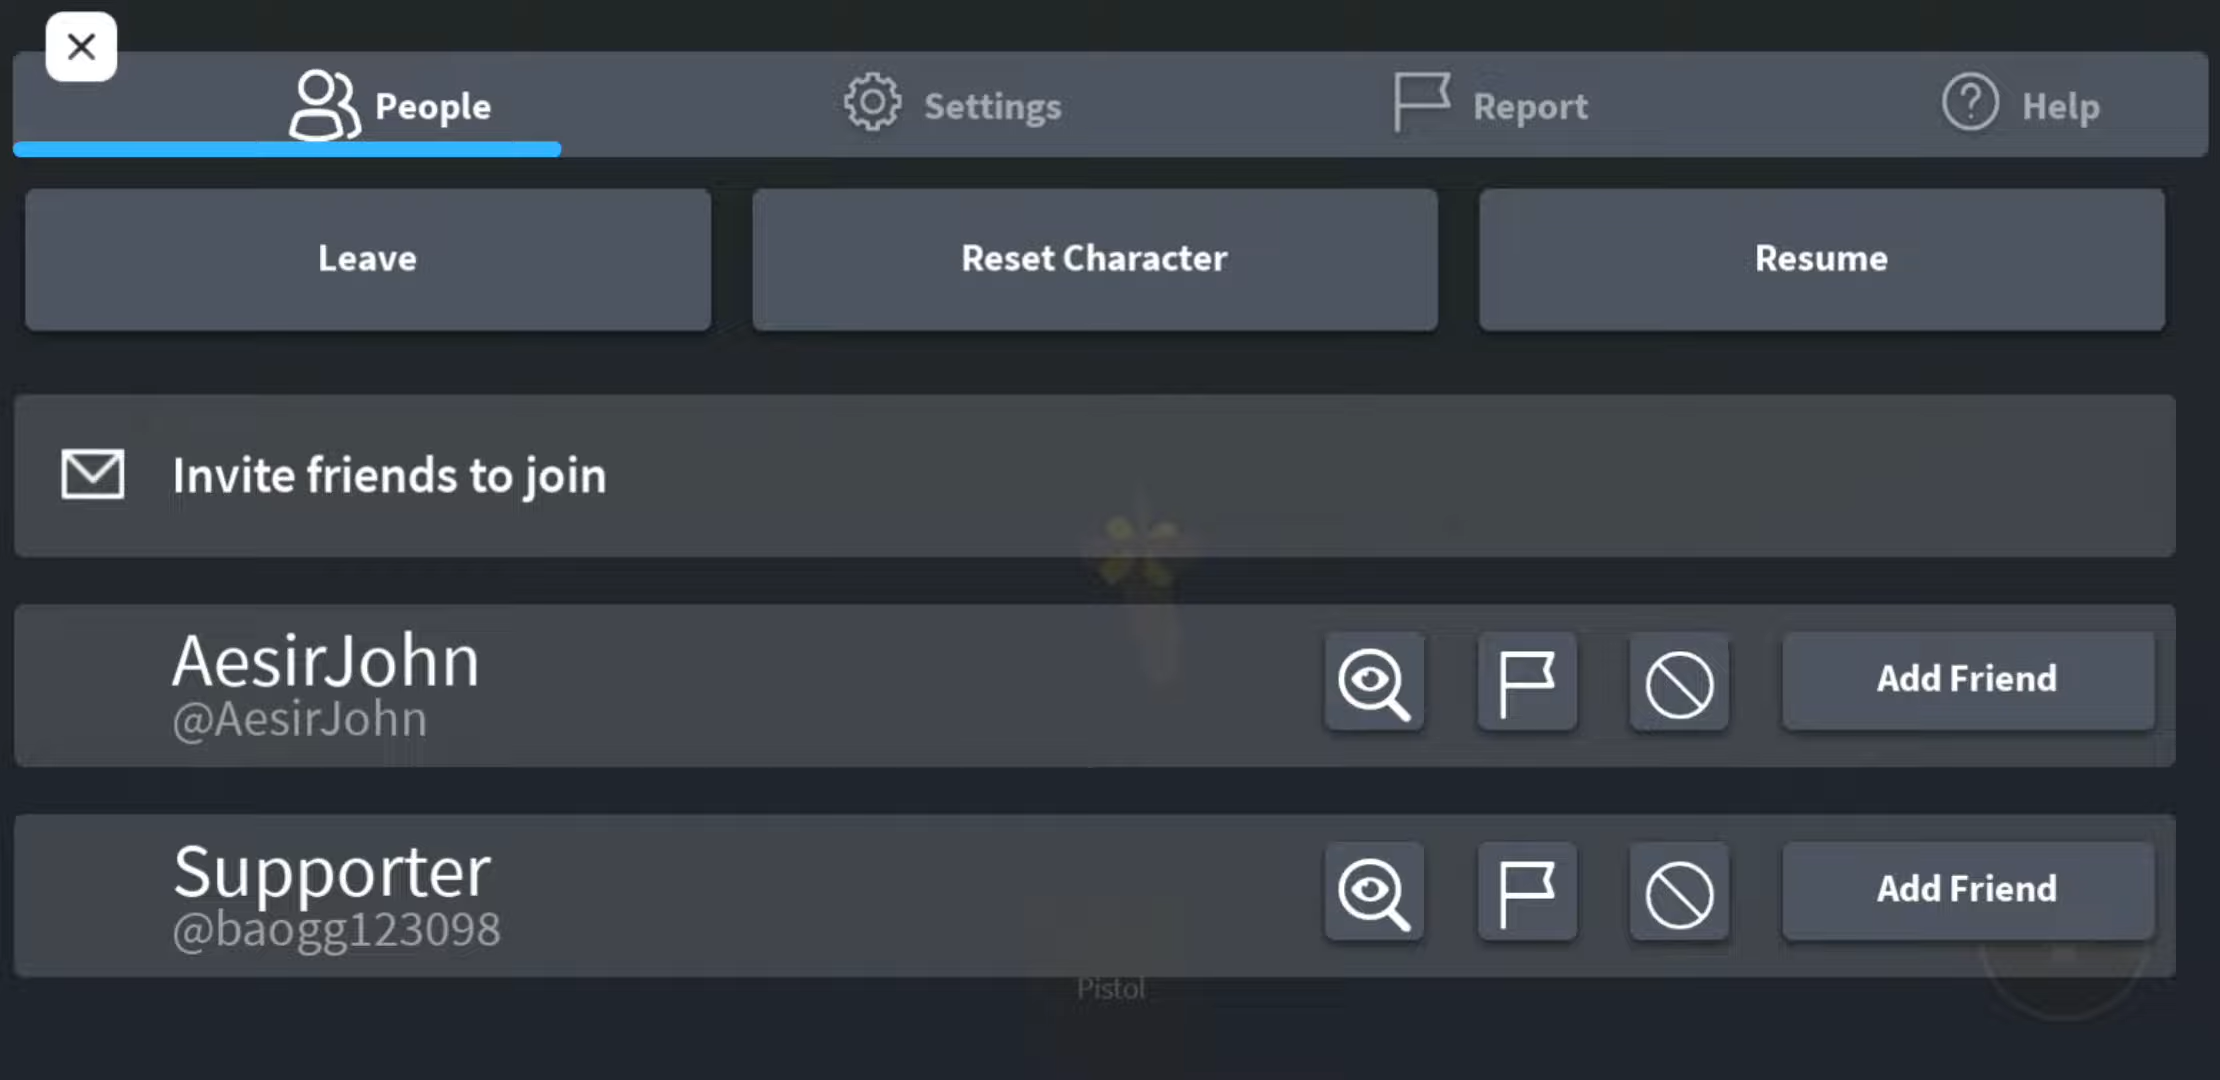 People
Settings
Report
Help
Leave
Reset Character
Resume
Invite friends to join
AesirJohn
@AesirJohn
Add Friend
Supporter
@baogg123098
Add Friend
Pistol